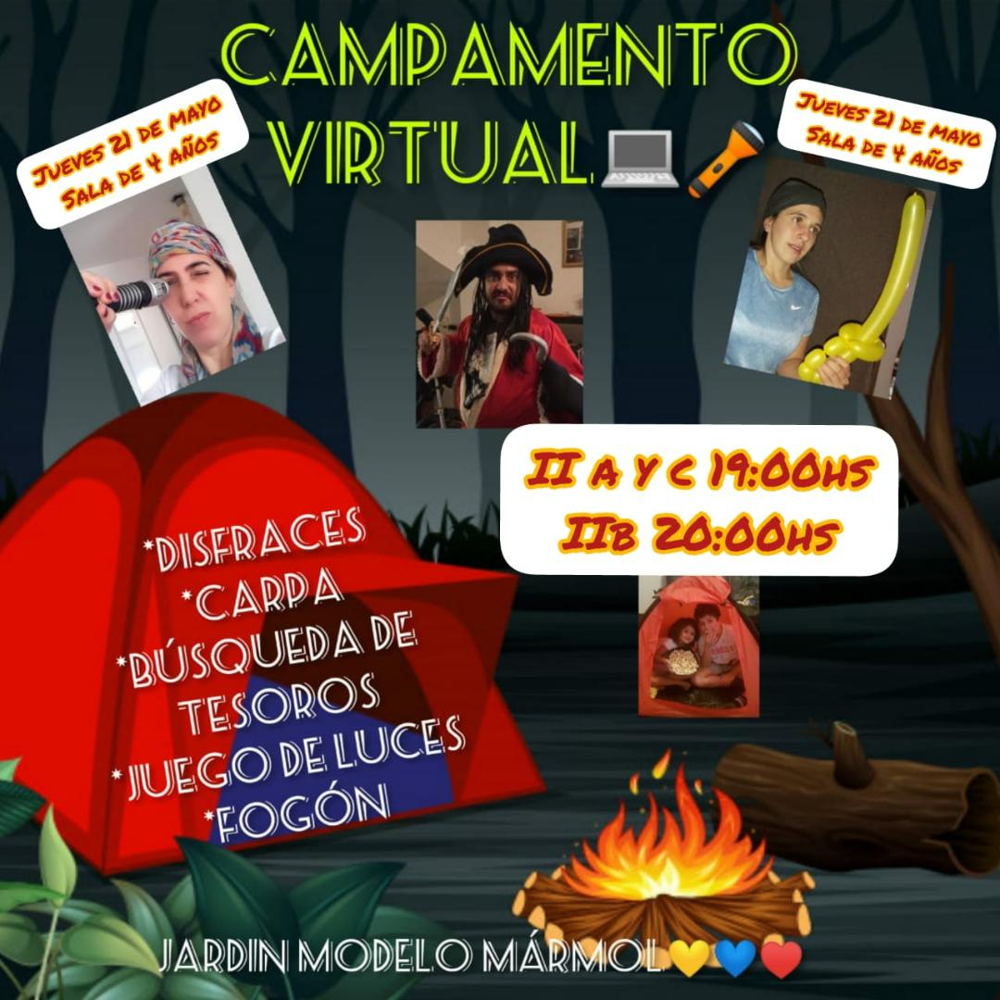 CAMPAMENTO
VIRTUAL
JUEVES 21 DE MAYO
SALA DE 4 AÑOS
JUEVES 21 DE MAYO
SALA DE 4 AÑOS
II A Y C 19:00HS
IIB 20:00HS
*DISFRACES
*CARPA
*BÚSQUEDA DE
TESOROS
*JUEGO DE LUCES
*FOGÓN
JARDIN MODELO MÁRMOL💛💙❤️